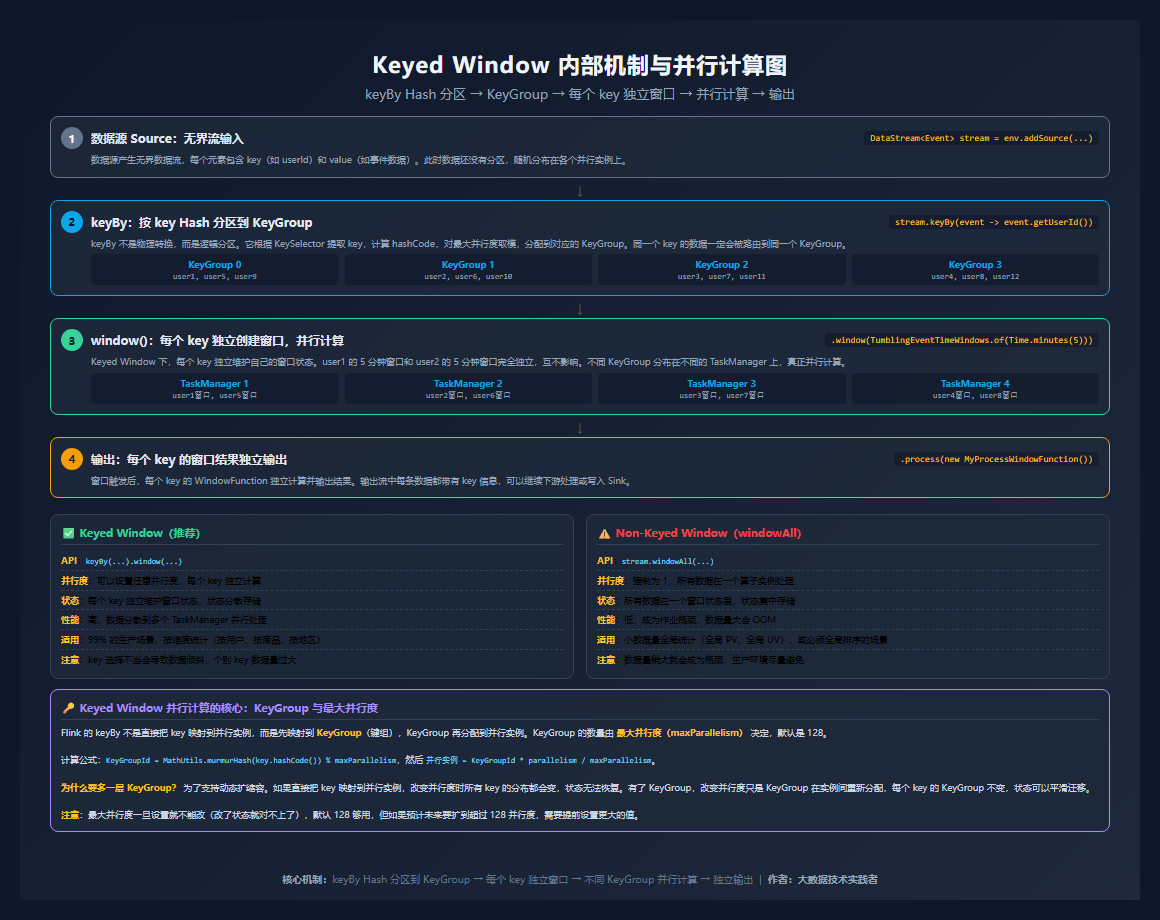 Keyed Window 内部机制与并行计算图
keyBy Hash 分区 → KeyGroup → 每个 key 独立窗口 → 并行计算 → 输出
1 数据源 Source：无界流输入
DataStream<Event> stream = env.addSource(...)
数据源产生无界数据流，每个元素包含 key（如 userId）和 value（如事件数据）。此时数据还没有分区，随机分布在各个并行实例上。
↓
2 keyBy：按 key Hash 分区到 KeyGroup
stream.keyBy(event -> event.getUserId())
keyBy 不是物理转换，而是逻辑分区。它根据 KeySelector 提取 key，计算 hashCode，对最大并行度取模，分配到对应的 KeyGroup。同一个 key 的数据一定会被路由到同一个 KeyGroup。
KeyGroup 0
user1, user5, user9
KeyGroup 1
user2, user6, user10
KeyGroup 2
user3, user7, user11
KeyGroup 3
user4, user8, user12
↓
3 window()：每个 key 独立创建窗口，并行计算
.window(TumblingEventTimeWindows.of(Time.minutes(5)))
Keyed Window 下，每个 key 独立维护自己的窗口状态。user1 的 5 分钟窗口和 user2 的 5 分钟窗口完全独立，互不影响。不同 KeyGroup 分布在不同的 TaskManager 上，真正并行计算。
TaskManager 1
user1窗口, user5窗口
TaskManager 2
user2窗口, user6窗口
TaskManager 3
user3窗口, user7窗口
TaskManager 4
user4窗口, user8窗口
↓
4 输出：每个 key 的窗口结果独立输出
.process(new MyProcessWindowFunction())
窗口触发后，每个 key 的 WindowFunction 独立计算并输出结果。输出流中每条数据都带有 key 信息，可以继续下游处理或写入 Sink。
✅ Keyed Window（推荐）
API keyBy(...).window(...)
并行度 可以设置任意并行度，每个 key 独立计算
状态 每个 key 独立维护窗口状态，状态分散存储
性能 高，数据分散到多个 TaskManager 并行处理
适用 99% 的生产场景，按维度统计（按用户、按商品、按地区）
注意 key 选择不当会导致数据倾斜，个别 key 数据量过大
⚠️ Non-Keyed Window（windowAll）
API stream.windowAll(...)
并行度 强制为 1，所有数据在一个算子实例处理
状态 所有数据在一个窗口状态里，状态集中存储
性能 低，成为作业瓶颈，数据量大会 OOM
适用 小数据量全局统计（全局 PV、全局 UV），或必须全局排序的场景
注意 数据量稍大就会成为瓶颈，生产环境尽量避免
🔑 Keyed Window 并行计算的核心：KeyGroup 与最大并行度
Flink 的 keyBy 不是直接把 key 映射到并行实例，而是先映射到 KeyGroup（键组），KeyGroup 再分配到并行实例。KeyGroup 的数量由 最大并行度（maxParallelism） 决定，默认是 128。
计算公式：KeyGroupId = MathUtils.murmurHash(key.hashCode()) % maxParallelism，然后 并行实例 = KeyGroupId * parallelism / maxParallelism。
为什么要多一层 KeyGroup？ 为了支持动态扩缩容。如果直接把 key 映射到并行实例，改变并行度时所有 key 的分布都会变，状态无法恢复。有了 KeyGroup，改变并行度只是 KeyGroup 在实例间重新分配，每个 key 的 KeyGroup 不变，状态可以平滑迁移。
注意：最大并行度一旦设置就不能改（改了状态就对不上了），默认 128 够用，但如果预计未来要扩到超过 128 并行度，需要提前设置更大的值。
核心机制：keyBy Hash 分区到 KeyGroup → 每个 key 独立窗口 → 不同 KeyGroup 并行计算 → 独立输出 | 作者：大数据技术实践者